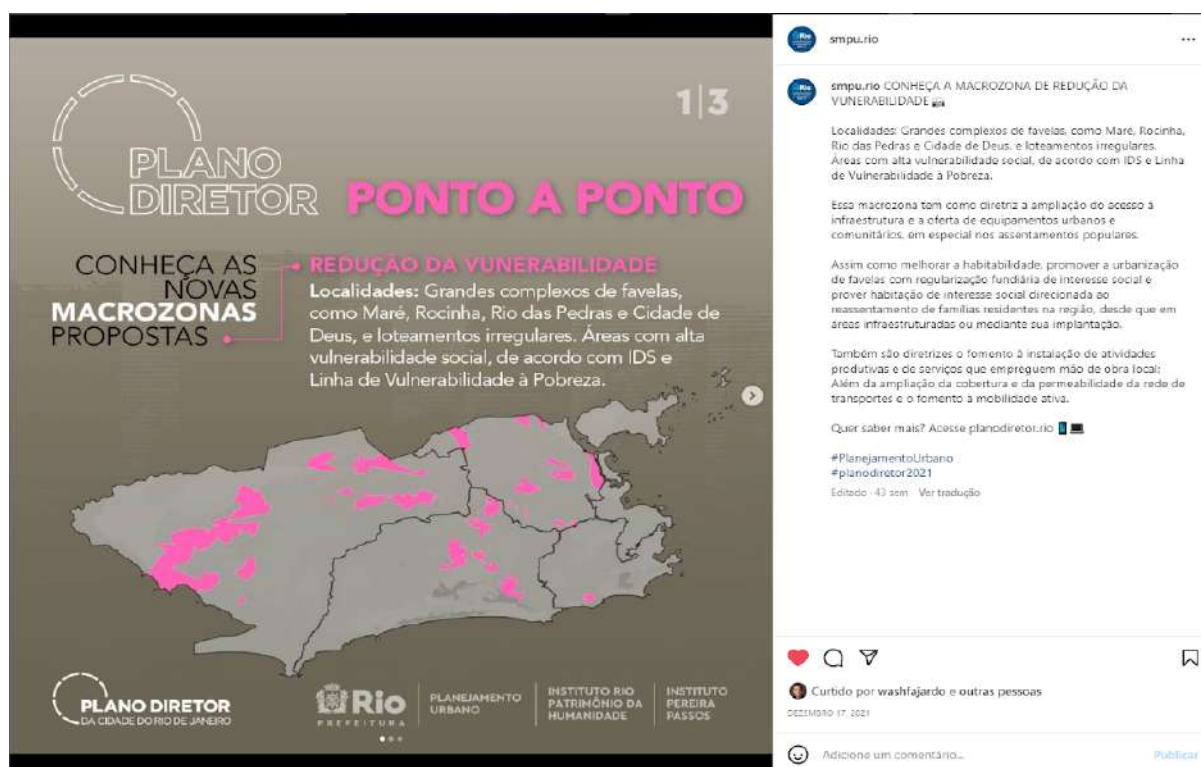 1|3
PLANO
DIRETOR
PONTO A PONTO
CONHEÇA AS
NOVAS
MACROZONAS
PROPOSTAS
REDUÇÃO DA VUNERABILIDADE
Localidades: Grandes complexos de favelas,
como Maré, Rocinha, Rio das Pedras e Cidade de
Deus, e loteamentos irregulares. Áreas com alta
vulnerabilidade social, de acordo com IDS e
Linha de Vulnerabilidade à Pobreza.
PLANO DIRETOR
DA CIDADE DO RIO DE JANEIRO
Rio
PREFEITURA
PLANEJAMENTO
URBANO
INSTITUTO RIO
PATRIMÔNIO DA
HUMANIDADE
INSTITUTO
PEREIRA
PASSOS
Rio
smpu.rio
Rio
smpu.rio CONHEÇA A MACROZONA DE REDUÇÃO DA
VUNERABILIDADE
Localidades: Grandes complexos de favelas, como Maré, Rocinha,
Rio das Pedras e Cidade de Deus, e loteamentos irregulares.
Áreas com alta vulnerabilidade social, de acordo com IDS e Linha
de Vulnerabilidade à Pobreza.
Essa macrozona tem como diretriz a ampliação do acesso à
infraestrutura e a oferta de equipamentos urbanos e
comunitários, em especial nos assentamentos populares.
Assim como melhorar a habitabilidade, promover a urbanização
de favelas com regularização fundiária de interesse social e
prover habitação de interesse social direcionada ao
reassentamento de famílias residentes na região, desde que em
áreas infraestruturadas ou mediante sua implantação.
Também são diretrizes o fomento à instalação de atividades
produtivas e de serviços que empreguem mão de obra local;
Além da ampliação da cobertura e da permeabilidade da rede de
transportes e o fomento à mobilidade ativa.
Quer saber mais? Acesse planodiretor.rio
#PlanejamentoUrbano
#planodiretor2021
Editado · 43 sem Ver tradução
Curtido por washfajardo e outras pessoas
DEZEMBRO 17, 2021
Adicione um comentário...
Publicar